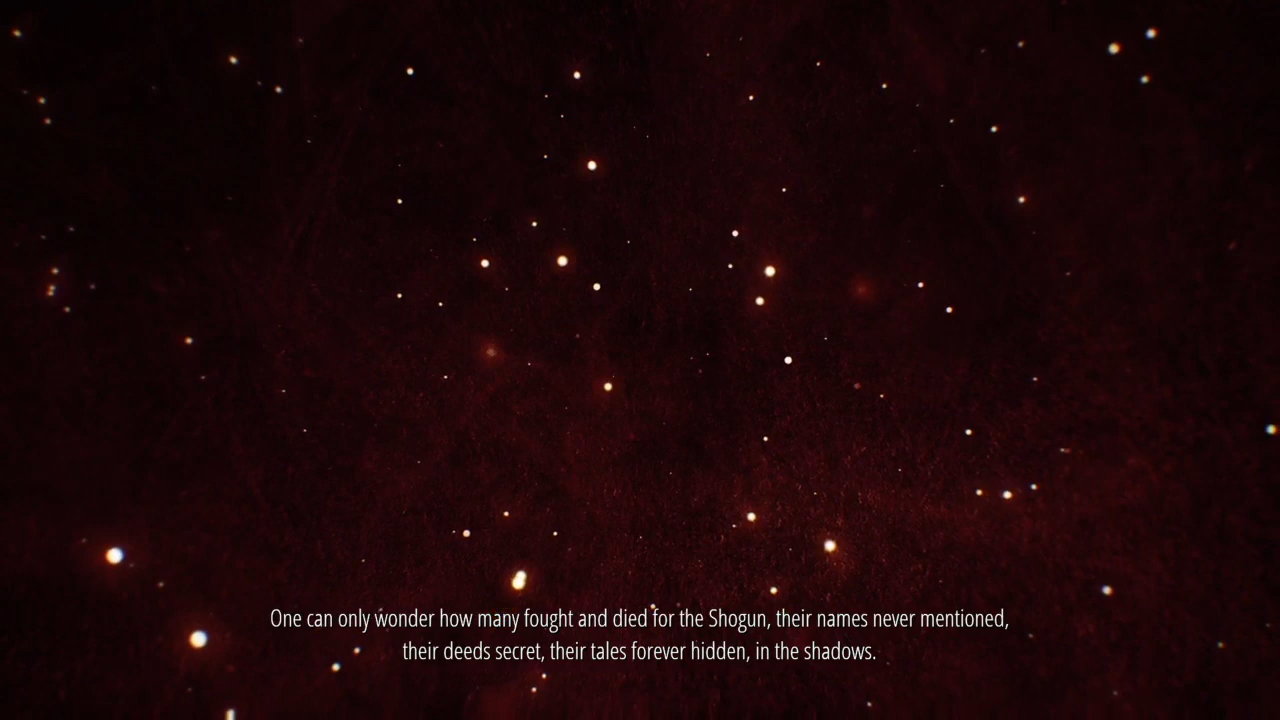 One can only wonder how many fought and died for the Shogun, their names never mentioned,
their deeds secret, their tales forever hidden, in the shadows.